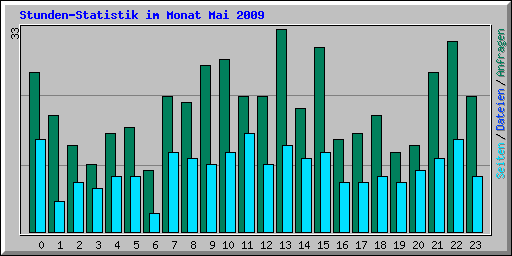 Stunden-Statistik im Monat Mai 2009
33
Seiten / Dateien / Anfragen
0 1 2 3 4 5 6 7 8 9 10 11 12 13 14 15 16 17 18 19 20 21 22 23